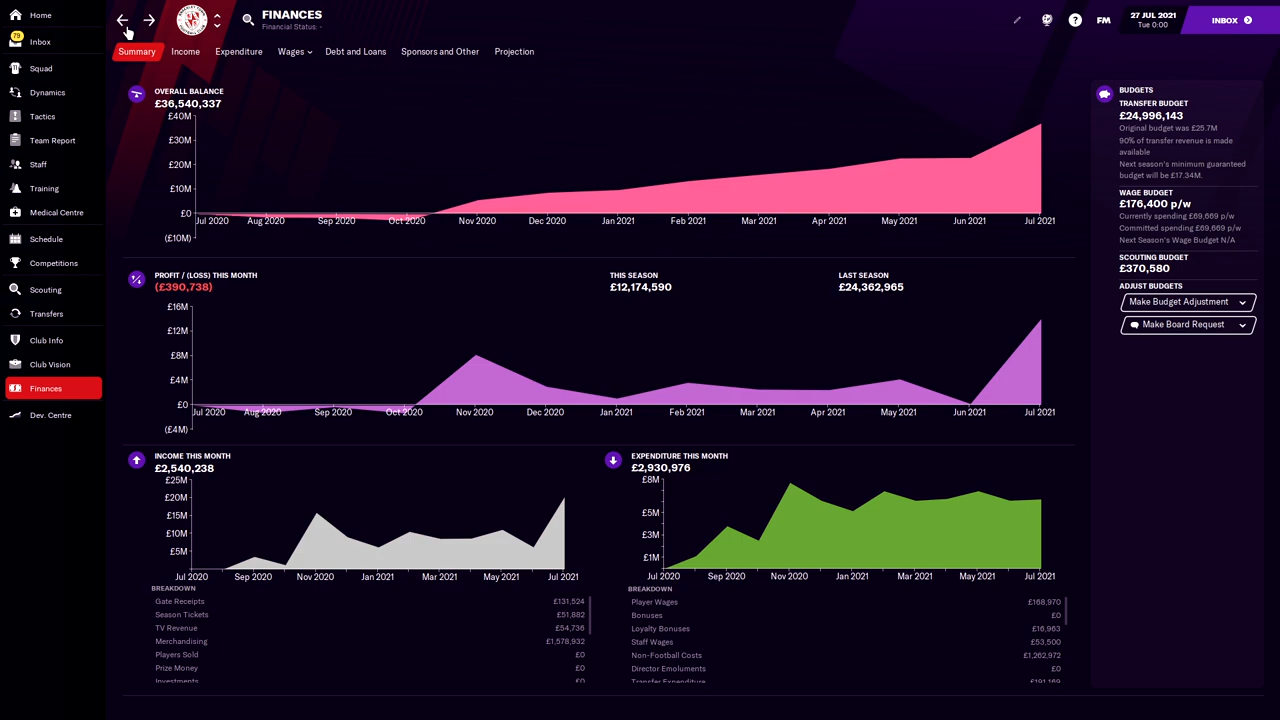 Home
79
Inbox
Squad
Dynamics
Tactics
Team Report
Staff
Training
Medical Centre
Schedule
Competitions
Scouting
Transfers
Club Info
Club Vision
Finances
Dev. Centre
FINANCES
Financial Status: -
?
FM
27 JUL 2021
Tue 0:00
INBOX
Summary
Income
Expenditure
Wages
Debt and Loans
Sponsors and Other
Projection
OVERALL BALANCE
£36,540,337
£40M
£30M
£20M
£10M
£0
(£10M)
Jul 2020 Aug 2020 Sep 2020 Oct 2020 Nov 2020 Dec 2020 Jan 2021 Feb 2021 Mar 2021 Apr 2021 May 2021 Jun 2021 Jul 2021
PROFIT / (LOSS) THIS MONTH
(£390,738)
THIS SEASON
£12,174,590
LAST SEASON
£24,362,965
£16M
£12M
£8M
£4M
£0
(£4M)
Jul 2020 Aug 2020 Sep 2020 Oct 2020 Nov 2020 Dec 2020 Jan 2021 Feb 2021 Mar 2021 Apr 2021 May 2021 Jun 2021 Jul 2021
INCOME THIS MONTH
£2,540,238
£25M
£20M
£15M
£10M
£5M
Jul 2020 Sep 2020 Nov 2020 Jan 2021 Mar 2021 May 2021 Jul 2021
BREAKDOWN
Gate Receipts £131,524
Season Tickets £51,882
TV Revenue £54,736
Merchandising £1,578,932
Players Sold £0
Prize Money £0
Investments £0
EXPENDITURE THIS MONTH
£2,930,976
£8M
£5M
£3M
£1M
Jul 2020 Sep 2020 Nov 2020 Jan 2021 Mar 2021 May 2021 Jul 2021
BREAKDOWN
Player Wages £168,970
Bonuses £0
Loyalty Bonuses £16,963
Staff Wages £53,500
Non-Football Costs £1,262,972
Director Emoluments £0
Transfer Expenditure £191,169
BUDGETS
TRANSFER BUDGET
£24,996,143
Original budget was £25.7M
90% of transfer revenue is made
available
Next season's minimum guaranteed
budget will be £17.34M.
WAGE BUDGET
£176,400 p/w
Currently spending £69,669 p/w
Committed spending £69,669 p/w
Next Season's Wage Budget N/A
SCOUTING BUDGET
£370,580
ADJUST BUDGETS
Make Budget Adjustment
Make Board Request